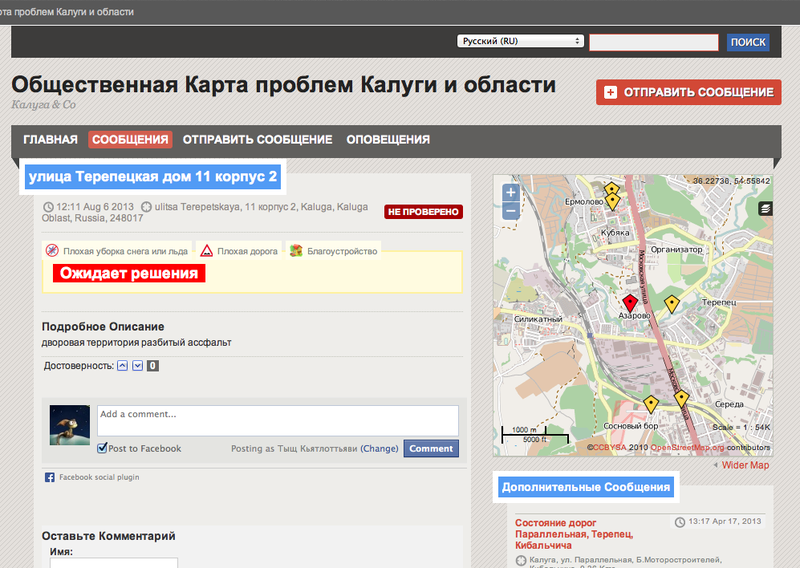 рта проблем Калуги и области
Русский (RU)
ПОИСК
Общественная Карта проблем Калуги и области
Калуга & Co
ОТПРАВИТЬ СООБЩЕНИЕ
ГЛАВНАЯ СООБЩЕНИЯ ОТПРАВИТЬ СООБЩЕНИЕ ОПОВЕЩЕНИЯ
улица Терепецкая дом 11 корпус 2
12:11 Aug 6 2013 ulitsa Terepetskaya, 11 корпус 2, Kaluga, Kaluga
Oblast, Russia, 248017
НЕ ПРОВЕРЕНО
Плохая уборка снега или льда Плохая дорога Благоустройство
Ожидает решения
Подробное Описание
дворовая территория разбитый ассфальт
Достоверность: 0
Add a comment...
Post to Facebook
Posting as Тыщ Кьятлоттьяви (Change) Comment
Facebook social plugin
Оставьте Комментарий
Имя:
36.22736, 54.55842
+
−
Ермолово
Кубяка
Организатор
Московская улица
Терепец
Азарово
Силикатный
Середа
Сосновый бор
Scale = 1 : 54K
1000 m
5000 ft
©CCBYSA 2010 OpenStreetMap.org contributors
Wider Map
Дополнительные Сообщения
Состояние дорог
Параллельная, Терепец,
Кибальчича
13:17 Apr 17, 2013
Калуга, ул. Параллельная, Б.Моторостроителей,